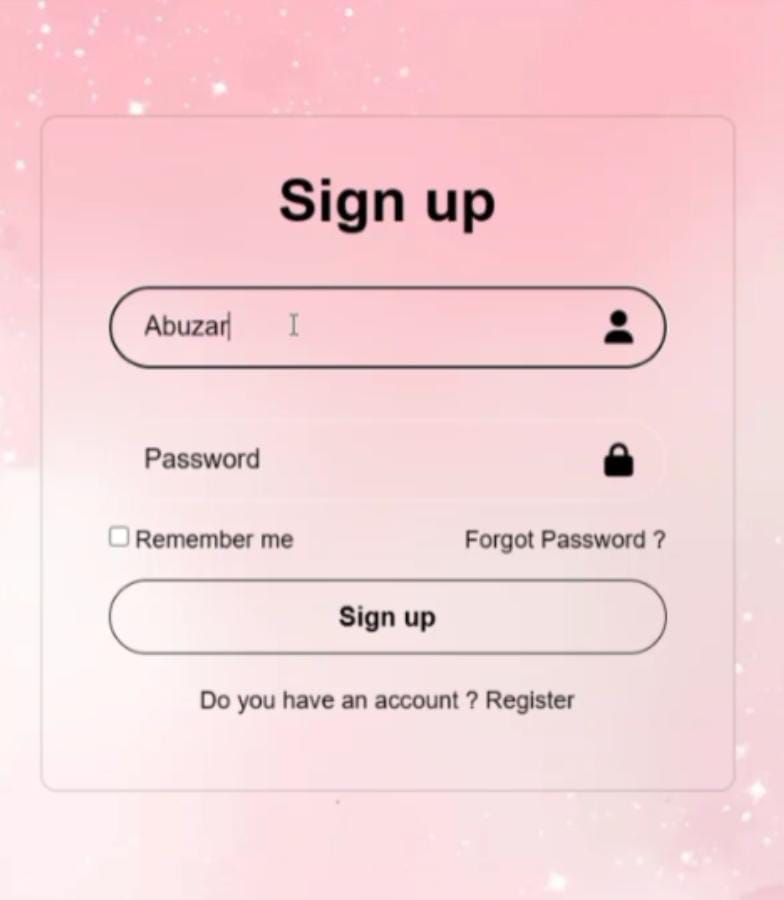 Sign up
Abuzar
Password
Remember me Forgot Password ?
Sign up
Do you have an account ? Register